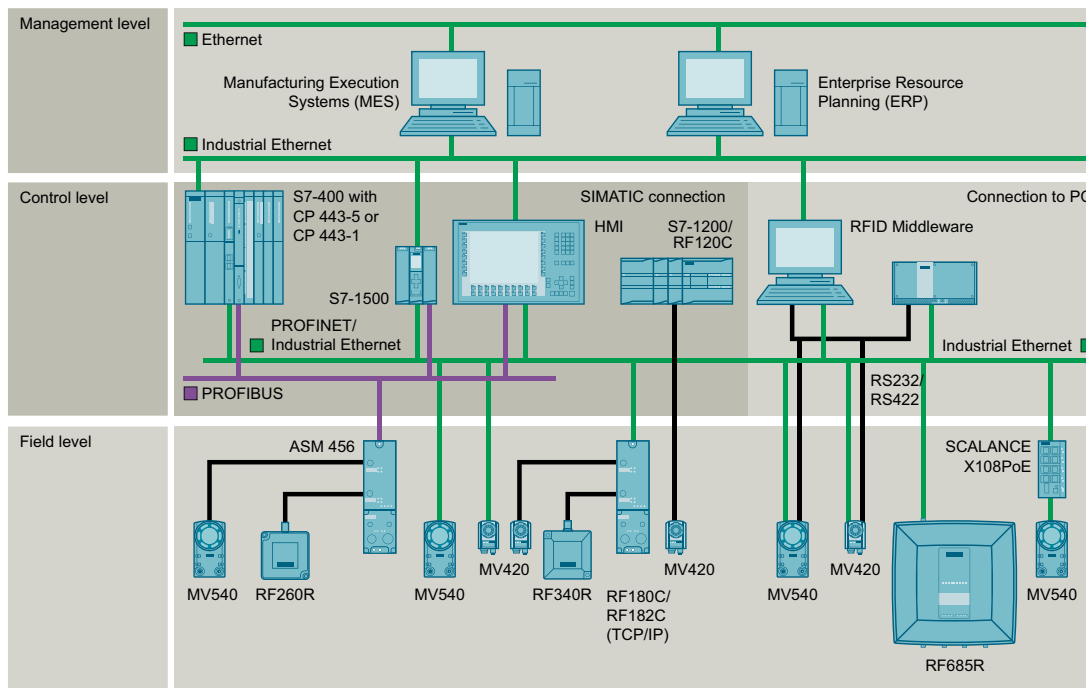 Management level
Ethernet
Manufacturing Execution
Systems (MES)
Enterprise Resource
Planning (ERP)
Industrial Ethernet
Control level
S7-400 with
CP 443-5 or
CP 443-1
S7-1500
SIMATIC connection
HMI
S7-1200/
RF120C
Connection to PC
RFID Middleware
PROFINET/
Industrial Ethernet
Industrial Ethernet
PROFIBUS
RS232/
RS422
Field level
ASM 456
SCALANCE
X108PoE
MV540
RF260R
MV540
MV420
RF340R
RF180C/
RF182C
(TCP/IP)
MV420
MV540
MV420
RF685R
MV540